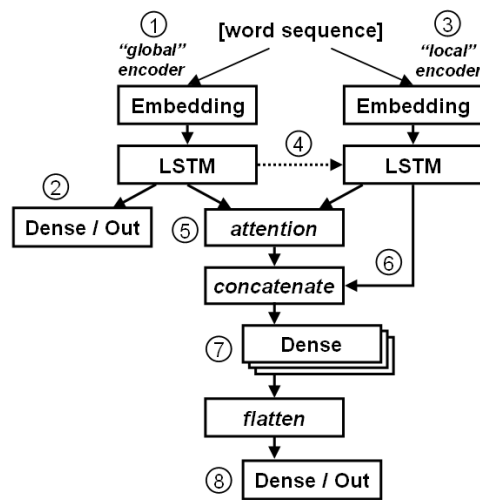 ① ③
[word sequence]
“global”
encoder
“local”
encoder
Embedding Embedding
④
LSTM LSTM
②
Dense / Out
⑤ attention
⑥
concatenate
⑦ Dense
flatten
⑧ Dense / Out